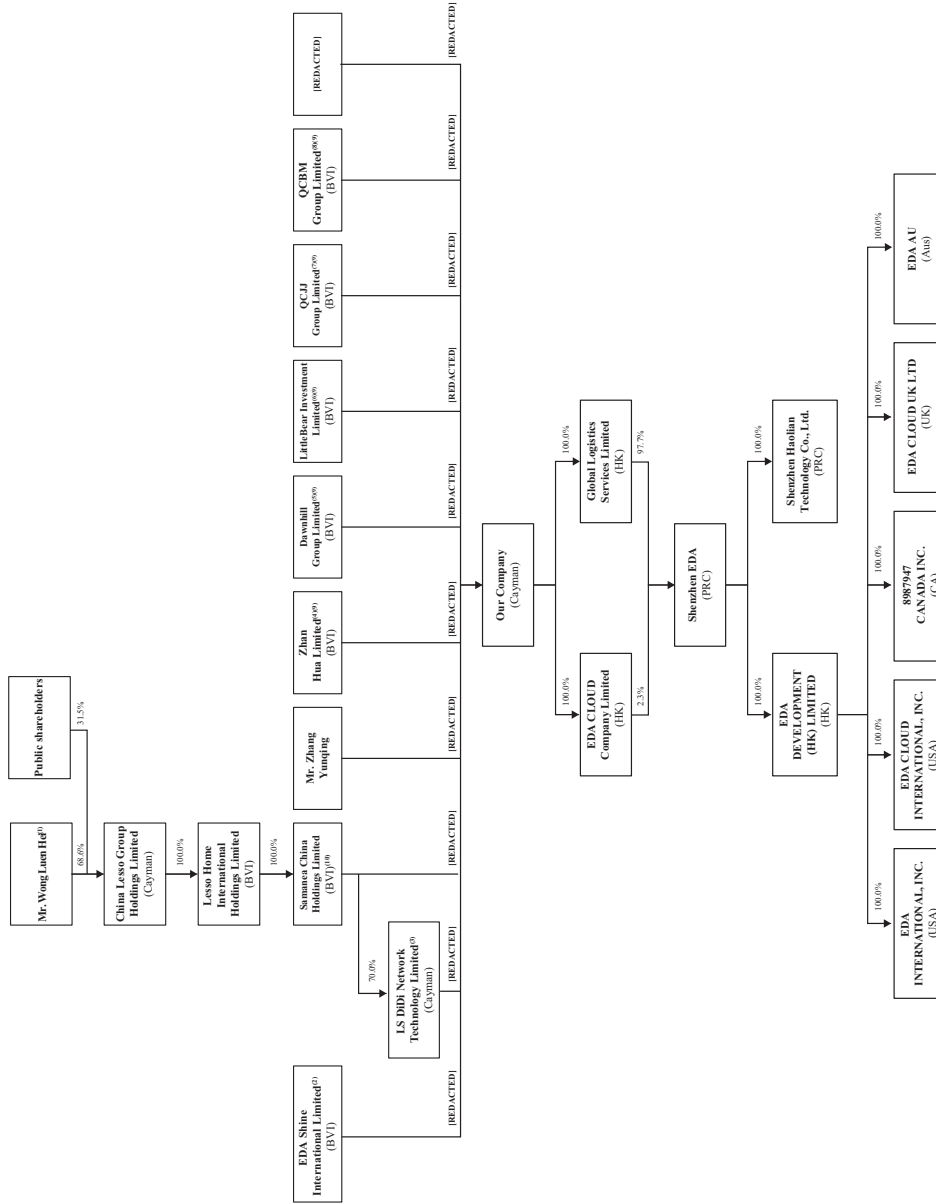 Mr. Wong Luen Hei(1)
Public shareholders
68.6%
31.5%
China Lesso Group
Holdings Limited
(Cayman)
100.0%
Lesso Home
International
Holdings Limited
(BVI)
100.0%
EDA Shine
International Limited(2)
(BVI)
Samanea China
Holdings Limited
(BVI)(10)
Mr. Zhang
Yunqing
Zhan
Hua Limited(4)(9)
(BVI)
Dawnhill
Group Limited(5)(9)
(BVI)
LittleBear Investment
Limited(6)(9)
(BVI)
QCJJ
Group Limited(7)(9)
(BVI)
QCBM
Group Limited(8)(9)
(BVI)
[REDACTED]
70.0%
LS DiDi Network
Technology Limited(3)
(Cayman)
[REDACTED]
[REDACTED]
[REDACTED]
[REDACTED]
[REDACTED]
[REDACTED]
[REDACTED]
[REDACTED]
[REDACTED]
[REDACTED]
Our Company
(Cayman)
100.0%
100.0%
EDA CLOUD
Company Limited
(HK)
Global Logistics
Services Limited
(HK)
2.3%
97.7%
Shenzhen EDA
(PRC)
100.0%
100.0%
EDA
DEVELOPMENT
(HK) LIMITED
(HK)
Shenzhen Haolian
Technology Co., Ltd.
(PRC)
100.0%
100.0%
100.0%
100.0%
100.0%
EDA
INTERNATIONAL, INC.
(USA)
EDA CLOUD
INTERNATIONAL, INC.
(USA)
8987947
CANADA INC.
(CA)
EDA CLOUD UK LTD
(UK)
EDA AU
(Aus)